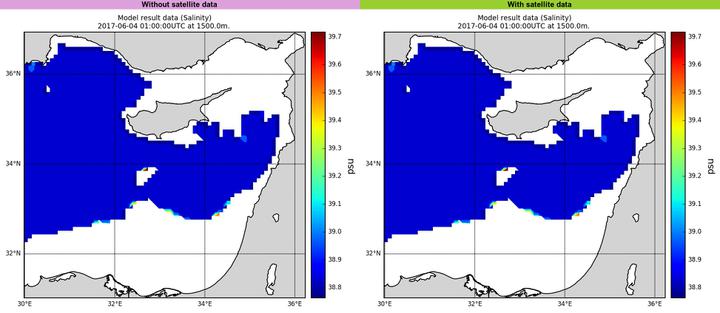 Without satellite data
With satellite data
Model result data (Salinity)
2017-06-04 01:00:00UTC at 1500.0m.
36°N
34°N
32°N
30°E
32°E
34°E
36°E
39.7
39.6
39.5
39.4
39.3
39.2
39.1
39.0
38.9
38.8
psu
Model result data (Salinity)
2017-06-04 01:00:00UTC at 1500.0m.
36°N
34°N
32°N
30°E
32°E
34°E
36°E
39.7
39.6
39.5
39.4
39.3
39.2
39.1
39.0
38.9
38.8
psu